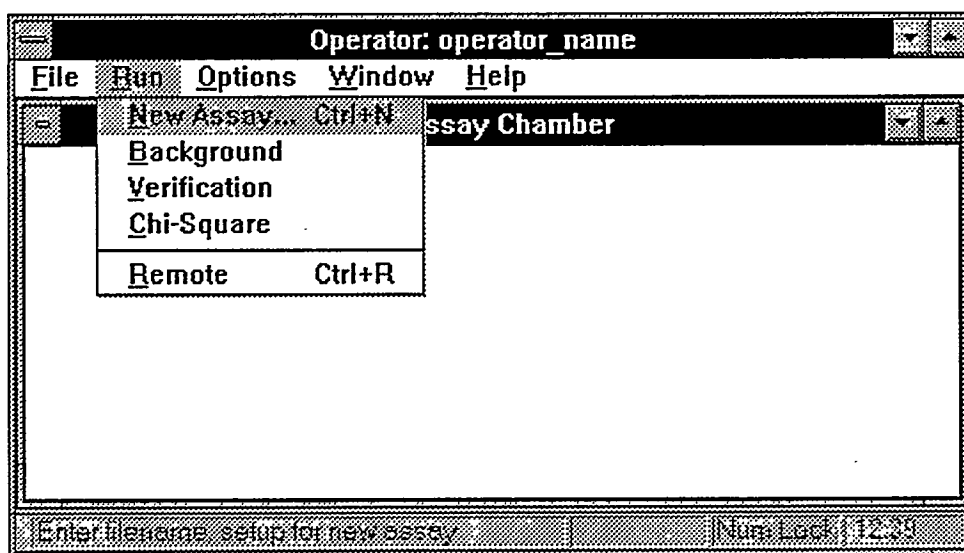 Operator: operator_name
File Run Options Window Help
New Assay... Ctrl+N
ssay Chamber
Background
Verification
Chi-Square
Remote Ctrl+R
Enter filename, setup for new assay Num Lock 12:39